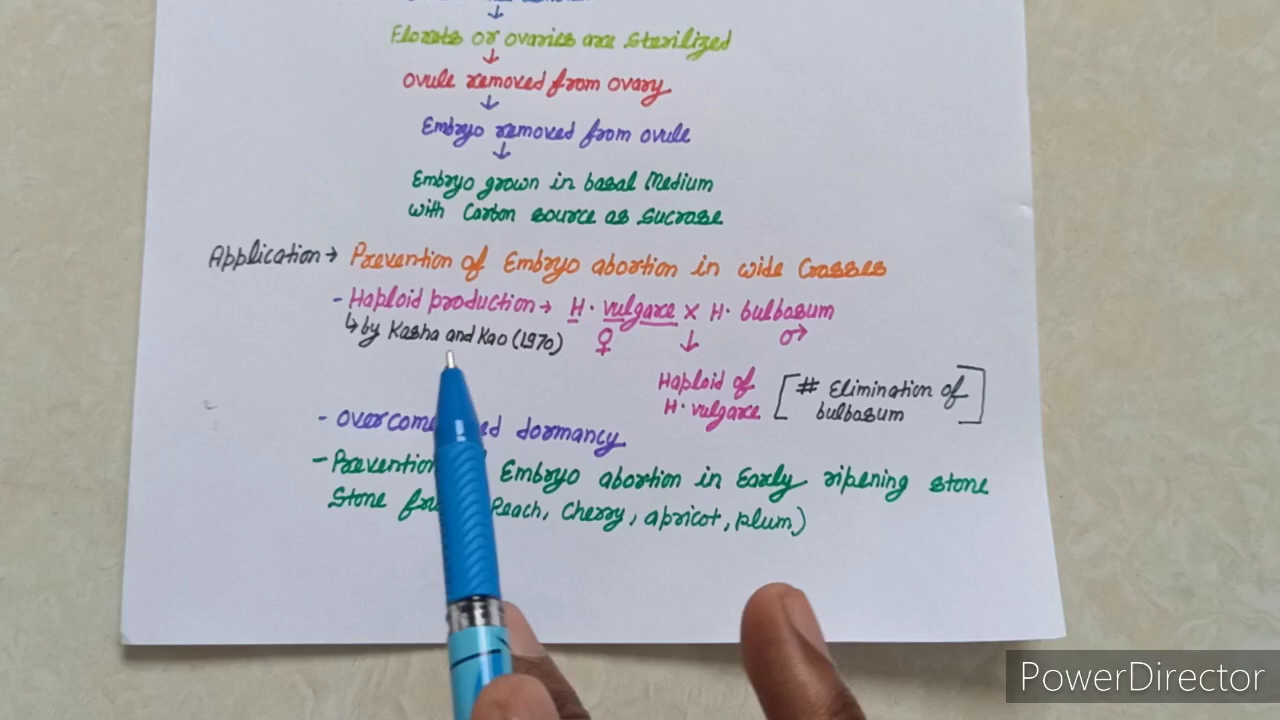 Florets or ovaries are sterilized
↓
Ovule removed from ovary
↓
Embryo removed from ovule
↓
Embryo grown in basal Medium
with Carbon source as sucrase
Application → Prevention of Embryo abortion in wide Crosses
- Haploid production → H. vulgare × H. bulbosum
↳ by Kasha and Kao (1970) ♀ ↓ ♂
Haploid of [# Elimination of
H. vulgare bulbosum]
- overcome dormancy
- Prevention Embryo abortion in Early ripening stone
Stone Peach, Cherry, apricot, plum)
PowerDirector